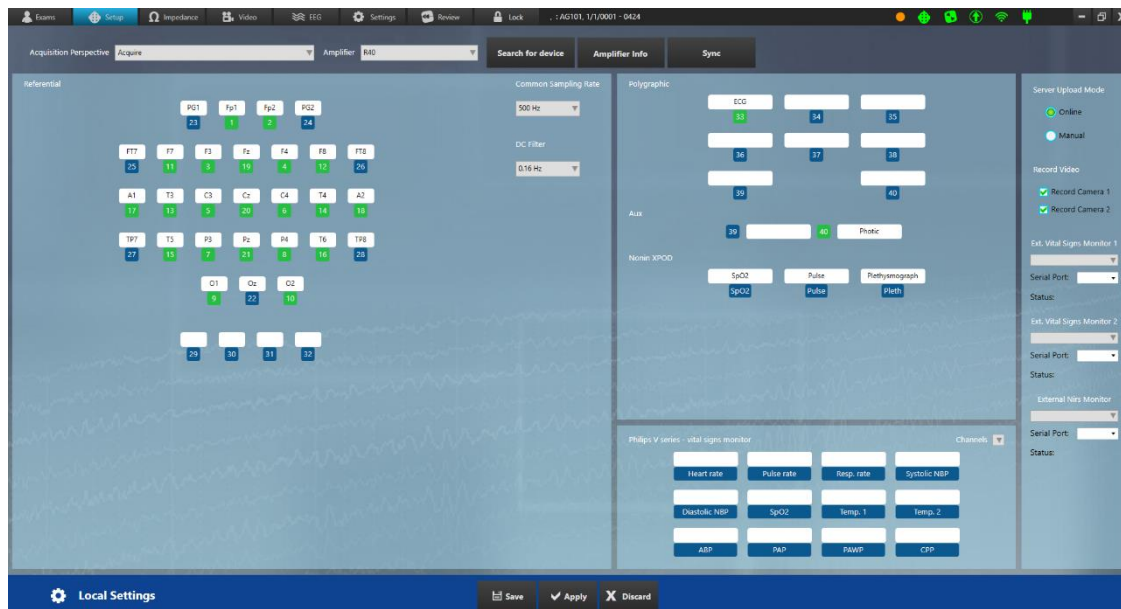 Exams Setup Impedance Video EEG Settings Review Lock , : AG101, 1/1/0001 - 0424
Acquisition Perspective Acquire Amplifier R40 Search for device Amplifier Info Sync
Referential
Common Sampling Rate
500 Hz
DC Filter
0.16 Hz
PG1 Fp1 Fp2 PG2
23 1 2 24
FT7 F7 F3 Fz F4 F8 FT8
25 11 3 19 4 12 26
A1 T3 C3 Cz C4 T4 A2
17 13 5 20 6 14 18
TP7 T5 P3 Pz P4 T6 TP8
27 15 7 21 8 16 28
O1 Oz O2
9 22 10
29 30 31 32
Polygraphic
ECG
33 34 35
36 37 38
39 40
Aux
39 40 Photic
Nonin XPOD
SpO2 Pulse Plethysmograph
SpO2 Pulse Pleth
Philips V series - vital signs monitor Channels
Heart rate Pulse rate Resp. rate Systolic NBP
Diastolic NBP SpO2 Temp. 1 Temp. 2
ABP PAP PAWP CPP
Server Upload Mode
Online
Manual
Record Video
Record Camera 1
Record Camera 2
Ext. Vital Signs Monitor 1
Serial Port:
Status:
Ext. Vital Signs Monitor 2
Serial Port:
Status:
External Nirs Monitor
Serial Port:
Status:
Local Settings Save Apply Discard